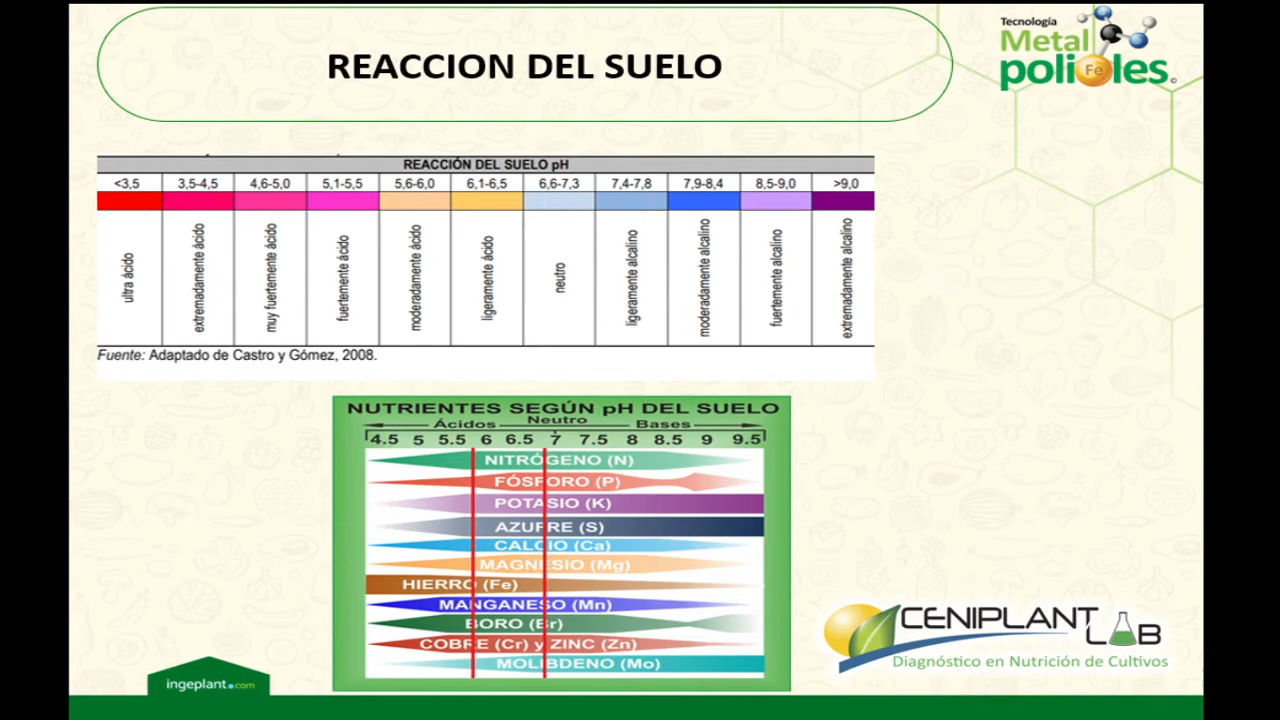 REACCION DEL SUELO
Tecnología
Metal
polioles
Fe
REACCIÓN DEL SUELO pH
<3,5 3,5-4,5 4,6-5,0 5,1-5,5 5,6-6,0 6,1-6,5 6,6-7,3 7,4-7,8 7,9-8,4 8,5-9,0 >9,0
ultra ácido
extremadamente ácido
muy fuertemente ácido
fuertemente ácido
moderadamente ácido
ligeramente ácido
neutro
ligeramente alcalino
moderadamente alcalino
fuertemente alcalino
extremadamente alcalino
Fuente: Adaptado de Castro y Gómez, 2008.
NUTRIENTES SEGÚN pH DEL SUELO
Ácidos Neutro Bases
4.5 5 5.5 6 6.5 7 7.5 8 8.5 9 9.5
NITRÓGENO (N)
FÓSFORO (P)
POTASIO (K)
AZUFRE (S)
CALCIO (Ca)
MAGNESIO (Mg)
HIERRO (Fe)
MANGANESO (Mn)
BORO (Br)
COBRE (Cr) y ZINC (Zn)
MOLIBDENO (Mo)
CENIPLANT LAB
Diagnóstico en Nutrición de Cultivos
ingeplant.com